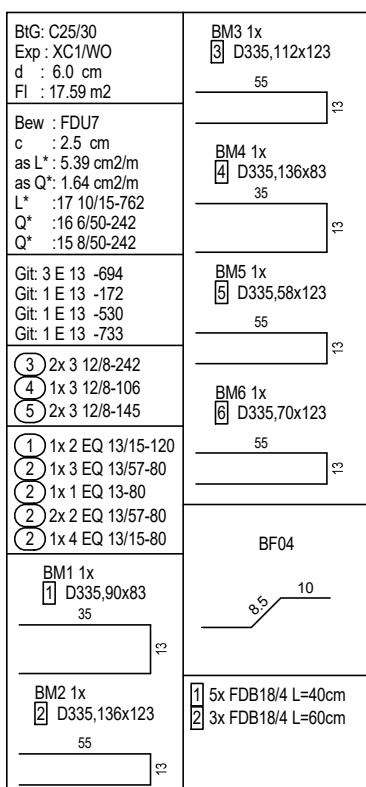 BtG: C25/30
Exp : XC1/WO
d : 6.0 cm
Fl : 17.59 m2
Bew : FDU7
c : 2.5 cm
as L* : 5.39 cm2/m
as Q*: 1.64 cm2/m
L* :17 10/15-762
Q* :16 6/50-242
Q* :15 8/50-242
Git: 3 E 13 -694
Git: 1 E 13 -172
Git: 1 E 13 -530
Git: 1 E 13 -733
3 2x 3 12/8-242
4 1x 3 12/8-106
5 2x 3 12/8-145
1 1x 2 EQ 13/15-120
2 1x 3 EQ 13/57-80
2 1x 1 EQ 13-80
2 2x 2 EQ 13/57-80
2 1x 4 EQ 13/15-80
BM1 1x
1 D335,90x83
35
13
BM2 1x
2 D335,136x123
55
13
BM3 1x
3 D335,112x123
55
13
BM4 1x
4 D335,136x83
35
13
BM5 1x
5 D335,58x123
55
13
BM6 1x
6 D335,70x123
55
13
BF04
8.5
10
1 5x FDB18/4 L=40cm
2 3x FDB18/4 L=60cm